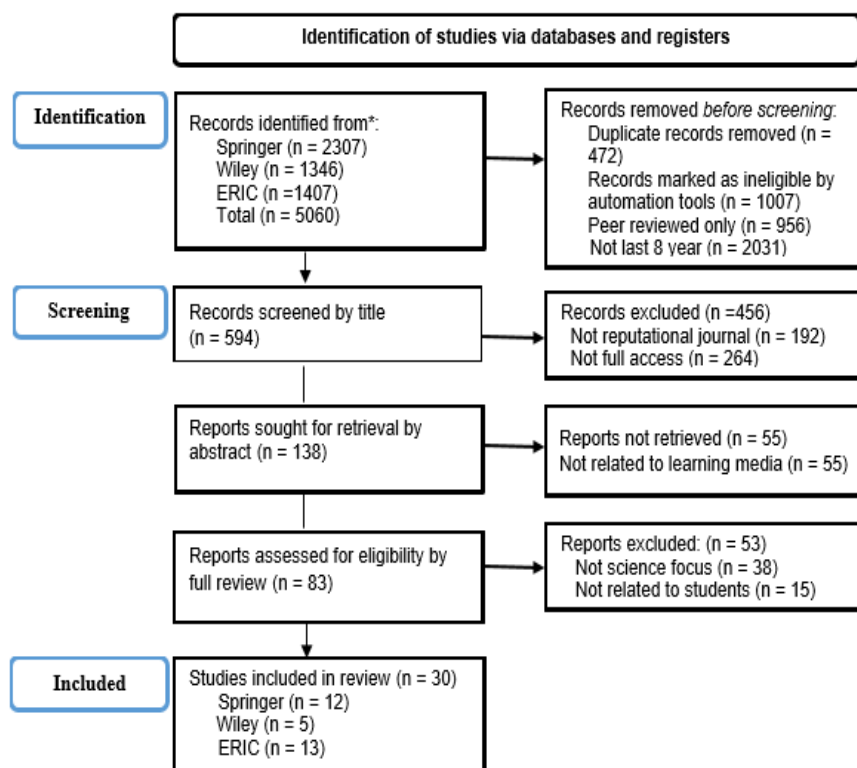 Identification of studies via databases and registers
Identification
Records identified from*:
Springer (n = 2307)
Wiley (n = 1346)
ERIC (n =1407)
Total (n = 5060)
Records removed before screening:
Duplicate records removed (n =
472)
Records marked as ineligible by
automation tools (n = 1007)
Peer reviewed only (n = 956)
Not last 8 year (n = 2031)
Screening
Records screened by title
(n = 594)
Records excluded (n =456)
Not reputational journal (n = 192)
Not full access (n = 264)
Reports sought for retrieval by
abstract (n = 138)
Reports not retrieved (n = 55)
Not related to learning media (n = 55)
Reports assessed for eligibility by
full review (n = 83)
Reports excluded: (n = 53)
Not science focus (n = 38)
Not related to students (n = 15)
Included
Studies included in review (n = 30)
Springer (n = 12)
Wiley (n = 5)
ERIC (n = 13)